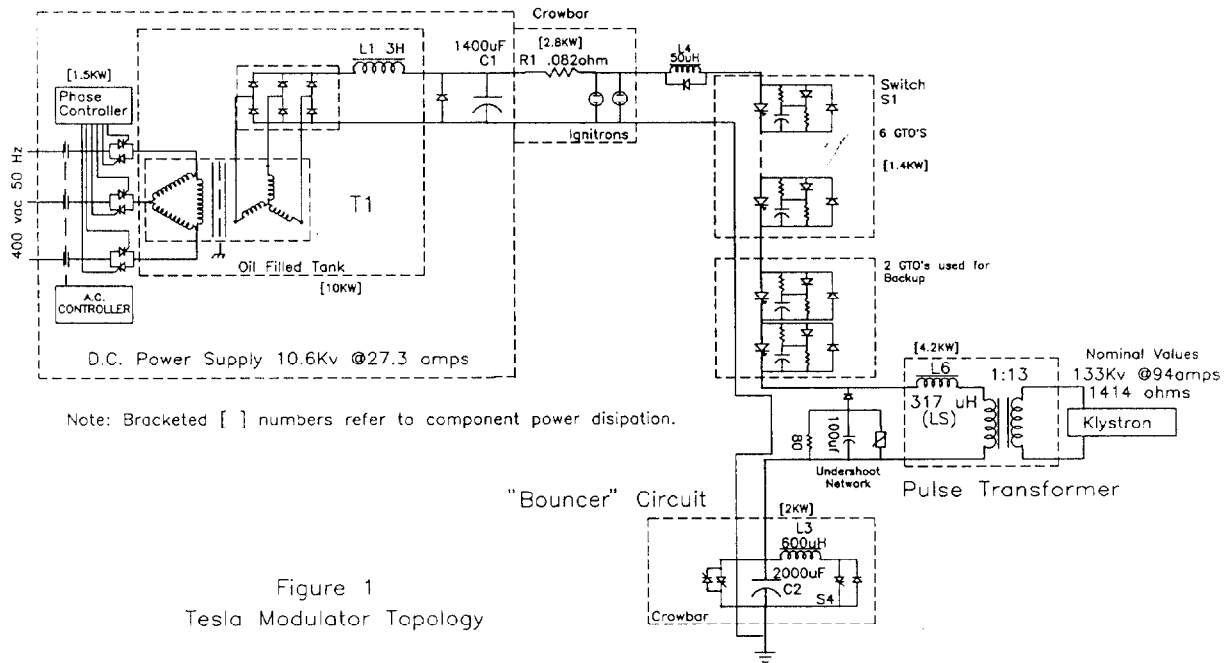 Crowbar
[1.5KW]
Phase
Controller
400 vac 50 Hz
A.C.
CONTROLLER
L1 3H
T1
Oil Filled Tank
[10KW]
D.C. Power Supply 10.6Kv @27.3 amps
1400uF
C1
[2.8KW]
R1 .082ohm
Ignitrons
L4
50uH
Switch
S1
6 GTO'S
[1.4KW]
2 GTO's used for
Backup
[4.2KW]
L6
317 uH
(LS)
1:13
Nominal Values
133Kv @94amps
1414 ohms
Klystron
Pulse Transformer
80
100uf
Undershoot
Network
Note: Bracketed [ ] numbers refer to component power disipation.
"Bouncer" Circuit
[2KW]
L3
600uH
2000uF
C2
S4
Crowbar
Figure 1
Tesla Modulator Topology